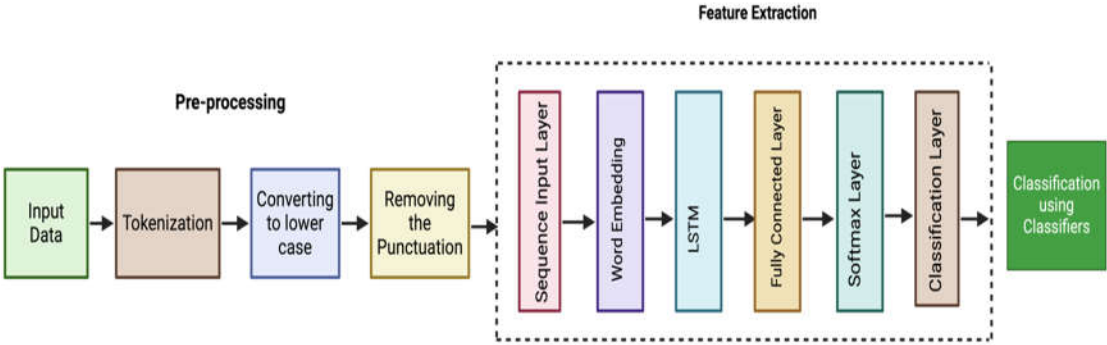 Feature Extraction
Pre-processing
Input
Data
Tokenization
Converting
to lower
case
Removing
the
Punctuation
Sequence Input Layer
Word Embedding
LSTM
Fully Connected Layer
Softmax Layer
Classification Layer
Classification
using
Classifiers